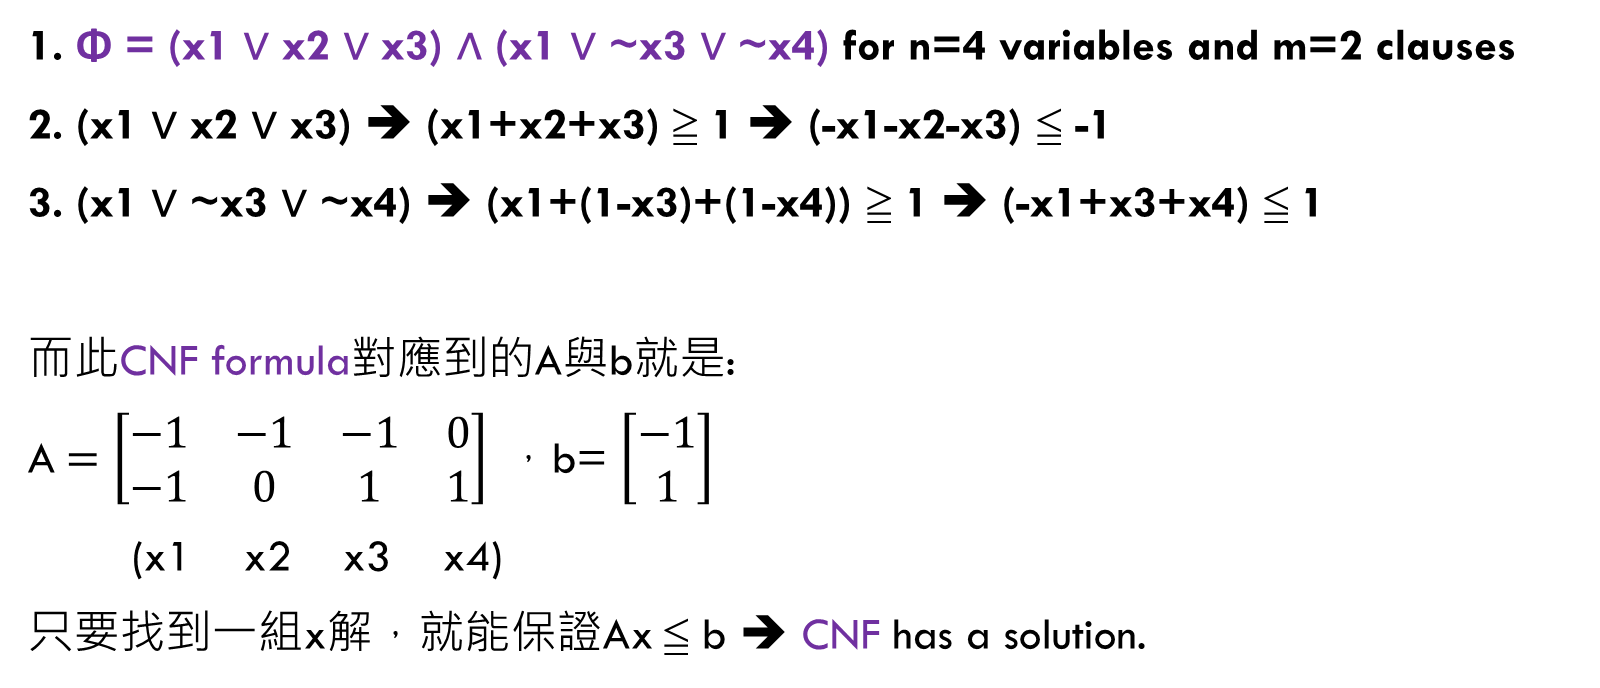 1. Φ = (x1 ∨ x2 ∨ x3) ∧ (x1 ∨ ~x3 ∨ ~x4) for n=4 variables and m=2 clauses
2. (x1 ∨ x2 ∨ x3) ➔ (x1+x2+x3) ≧ 1 ➔ (-x1-x2-x3) ≦ -1
3. (x1 ∨ ~x3 ∨ ~x4) ➔ (x1+(1-x3)+(1-x4)) ≧ 1 ➔ (-x1+x3+x4) ≦ 1
而此CNF formula對應到的A與b就是:
A = [−1 −1 −1 0; −1 0 1 1] ，b= [−1; 1]
(x1 x2 x3 x4)
只要找到一組x解，就能保證Ax ≦ b ➔ CNF has a solution.